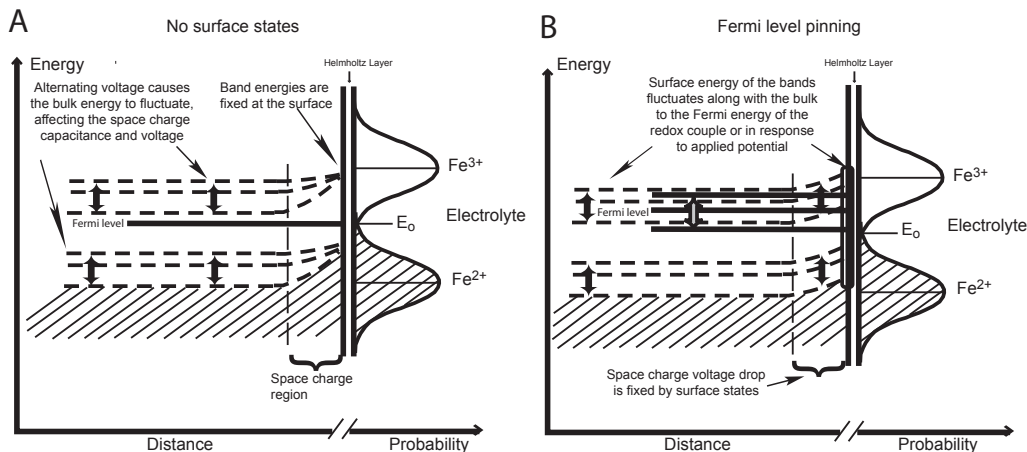 A
No surface states
Energy
Helmholtz Layer
Alternating voltage causes
the bulk energy to fluctuate,
affecting the space charge
capacitance and voltage
Band energies are
fixed at the surface
Fe3+
Fermi level
Eo
Electrolyte
Fe2+
Space charge
region
Distance
Probability
B
Fermi level pinning
Energy
Helmholtz Layer
Surface energy of the bands
fluctuates along with the bulk
to the Fermi energy of the
redox couple or in response
to applied potential
Fe3+
Fermi level
Eo
Electrolyte
Fe2+
Space charge voltage drop
is fixed by surface states
Distance
Probability